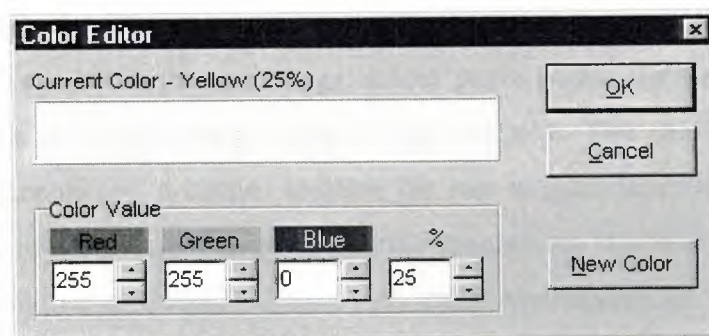 Color Editor
Current Color - Yellow (25%)
OK
Cancel
Color Value
Red Green Blue %
255 255 0 25
New Color